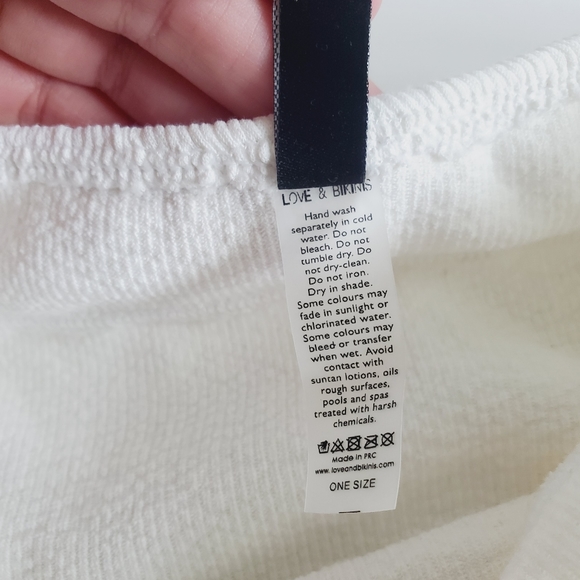 LOVE & BIKINIS
Hand wash
separately in cold
water. Do not
bleach. Do not
tumble dry. Do
not dry-clean.
Do not iron.
Dry in shade.
Some colours may
fade in sunlight or
chlorinated water.
Some colours may
bleed or transfer
when wet. Avoid
contact with
suntan lotions, oils
rough surfaces,
pools and spas
treated with harsh
chemicals.
Made in PRC
www.loveandbikinis.com
ONE SIZE